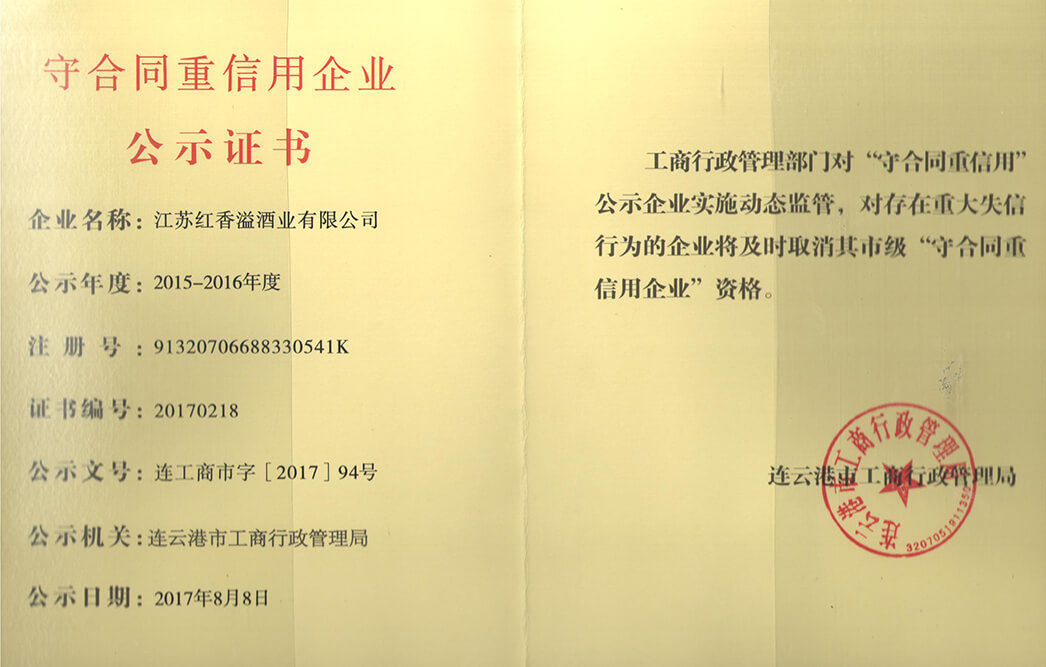 守合同重信用企业
公示证书
企业名称：江苏红香溢酒业有限公司
公示年度：2015-2016年度
注册号：91320706688330541K
证书编号：20170218
公示文号：连工商市字［2017］94号
公示机关：连云港市工商行政管理局
公示日期：2017年8月8日
工商行政管理部门对“守合同重信用”
公示企业实施动态监管，对存在重大失信
行为的企业将及时取消其市级“守合同重
信用企业”资格。
连云港市工商行政管理局
连云港市工商行政管理局
3207051911350